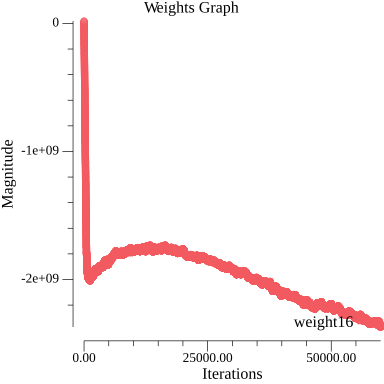 Weights Graph
0
-1e+09
-2e+09
Magnitude
weight16
0.00 25000.00 50000.00
Iterations